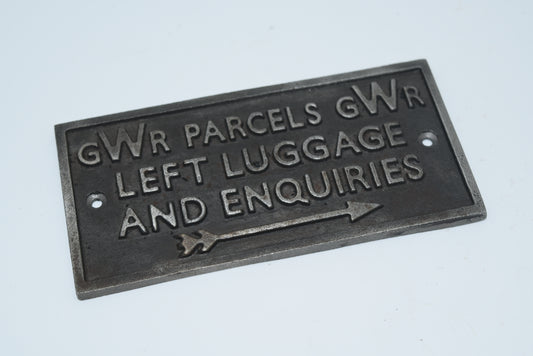 GWR PARCELS GWR
LEFT LUGGAGE
AND ENQUIRIES